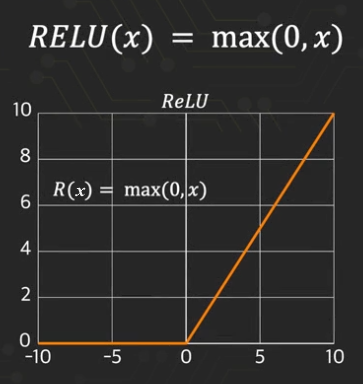 RELU(x) = max(0, x)
ReLU
10
8
R(x) = max(0,x)
6
4
2
0
-10 -5 0 5 10